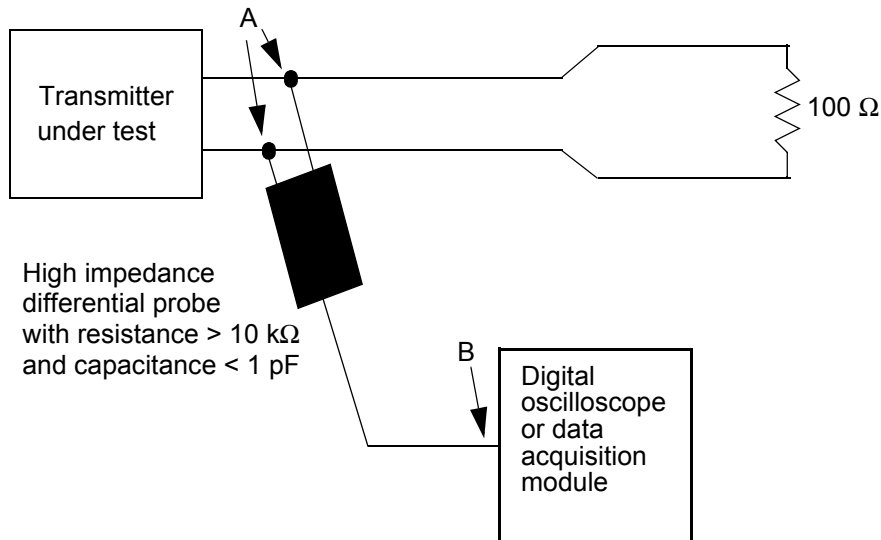 A
Transmitter
under test
100 Ω
High impedance
differential probe
with resistance > 10 kΩ
and capacitance < 1 pF
B
Digital
oscilloscope
or data
acquisition
module